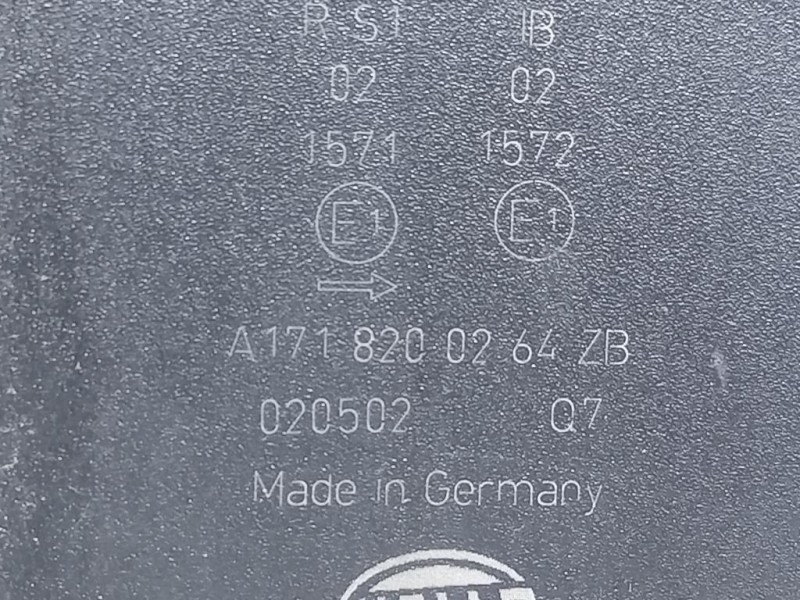 R S1 IB
02 02
1571 1572
E1 E1
A 171 820 02 64 ZB
020502 Q7
Made in Germany